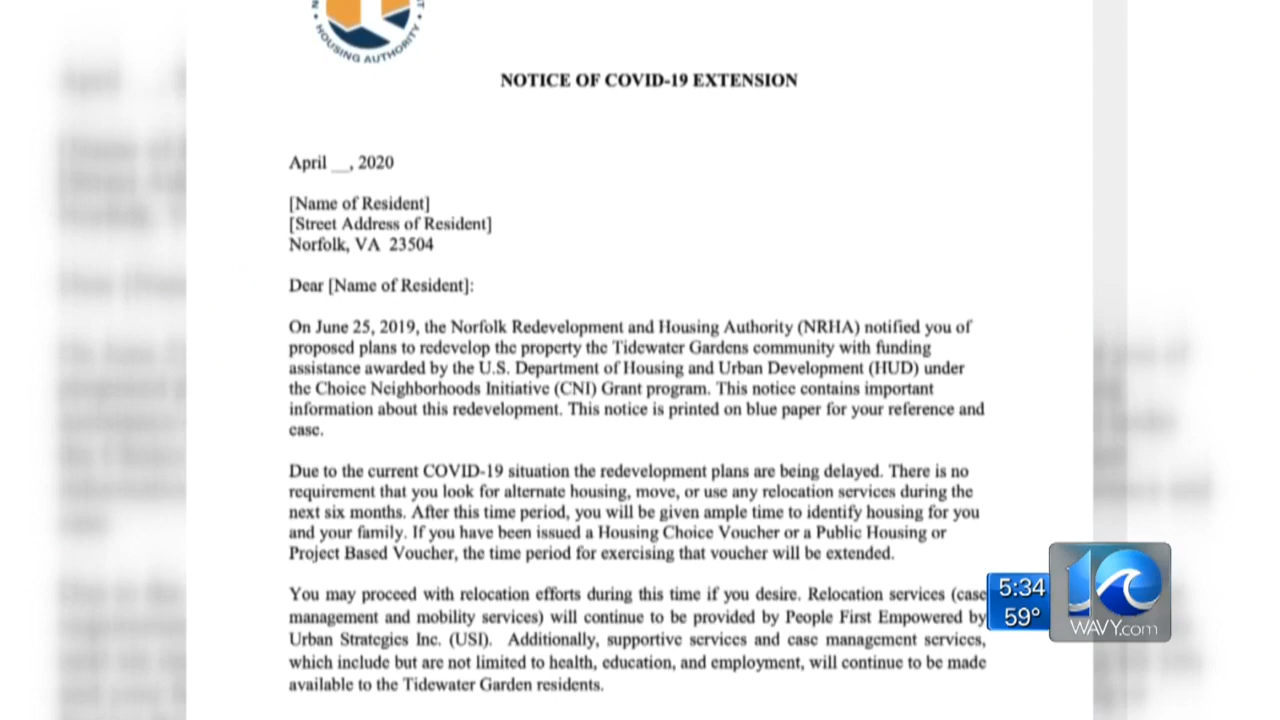 HOUSING AUTHORITY
NOTICE OF COVID-19 EXTENSION
April __, 2020
[Name of Resident]
[Street Address of Resident]
Norfolk, VA 23504
Dear [Name of Resident]:
On June 25, 2019, the Norfolk Redevelopment and Housing Authority (NRHA) notified you of
proposed plans to redevelop the property the Tidewater Gardens community with funding
assistance awarded by the U.S. Department of Housing and Urban Development (HUD) under
the Choice Neighborhoods Initiative (CNI) Grant program. This notice contains important
information about this redevelopment. This notice is printed on blue paper for your reference and
ease.
Due to the current COVID-19 situation the redevelopment plans are being delayed. There is no
requirement that you look for alternate housing, move, or use any relocation services during the
next six months. After this time period, you will be given ample time to identify housing for you
and your family. If you have been issued a Housing Choice Voucher or a Public Housing or
Project Based Voucher, the time period for exercising that voucher will be extended.
You may proceed with relocation efforts during this time if you desire. Relocation services (case
management and mobility services) will continue to be provided by People First Empowered by
Urban Strategies Inc. (USI). Additionally, supportive services and case management services,
which include but are not limited to health, education, and employment, will continue to be made
available to the Tidewater Garden residents.
5:34
59°
10
WAVY.com